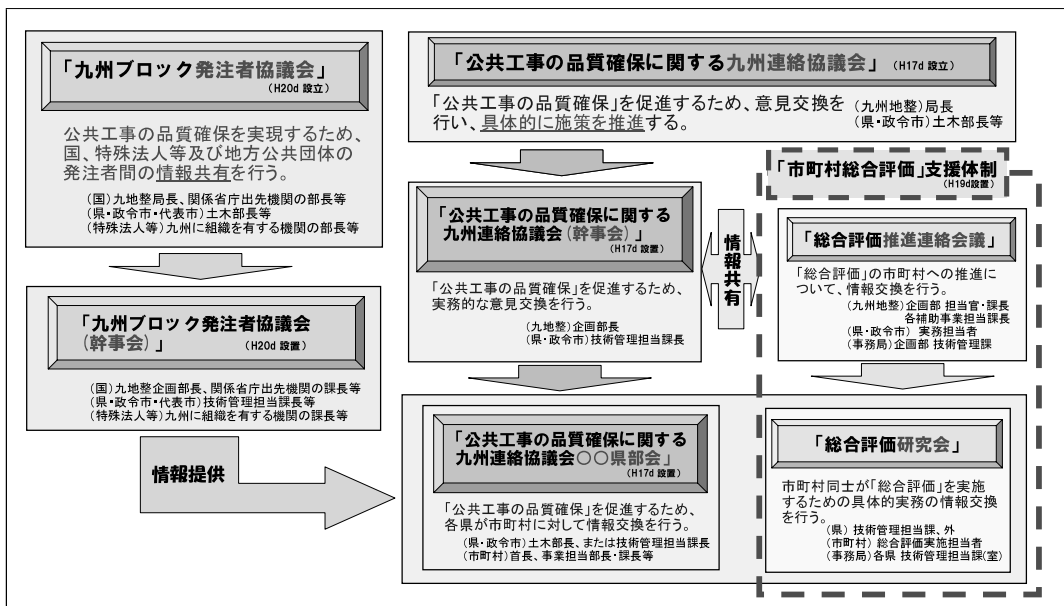 「九州ブロック発注者協議会」
(H20d 設立)
公共工事の品質確保を実現するため、
国、特殊法人等及び地方公共団体の
発注者間の情報共有を行う。
(国)九地整局長、関係省庁出先機関の部長等
(県・政令市・代表市)土木部長等
(特殊法人等)九州に組織を有する機関の部長等
「九州ブロック発注者協議会
(幹事会)」
(H20d 設置)
(国)九地整企画部長、関係省庁出先機関の課長等
(県・政令市・代表市)技術管理担当課長等
(特殊法人等)九州に組織を有する機関の課長等
情報提供
「公共工事の品質確保に関する九州連絡協議会」 (H17d 設立)
「公共工事の品質確保」を促進するため、意見交換を
行い、具体的に施策を推進する。
(九州地整)局長
(県・政令市)土木部長等
「公共工事の品質確保に関する
九州連絡協議会(幹事会)」
(H17d 設置)
「公共工事の品質確保」を促進するため、
実務的な意見交換を行う。
(九地整)企画部長
(県・政令市)技術管理担当課長
情報共有
「公共工事の品質確保に関する
九州連絡協議会〇〇県部会」
(H17d 設置)
「公共工事の品質確保」を促進するため、
各県が市町村に対して情報交換を行う。
(県・政令市)土木部長、または技術管理担当課長
(市町村)首長、事業担当部長・課長等
「市町村総合評価」支援体制
(H19d設置)
「総合評価推進連絡会議」
「総合評価」の市町村への推進に
ついて、情報交換を行う。
(九州地整)企画部 担当官・課長
各補助事業担当課長
(県・政令市) 実務担当者
(事務局)企画部 技術管理課
「総合評価研究会」
市町村同士が「総合評価」を実施
するための具体的実務の情報交換
を行う。
(県) 技術管理担当課、外
(市町村) 総合評価実施担当者
(事務局)各県 技術管理担当課(室)